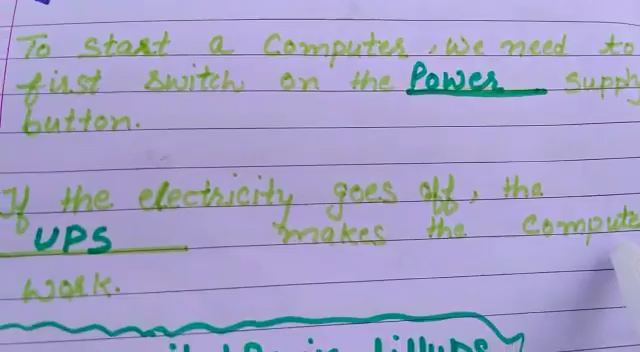 To start a Computer, we need to
first switch on the Power supply
button.
If the electricity goes off, the
UPS makes the Compute
work.
fillups